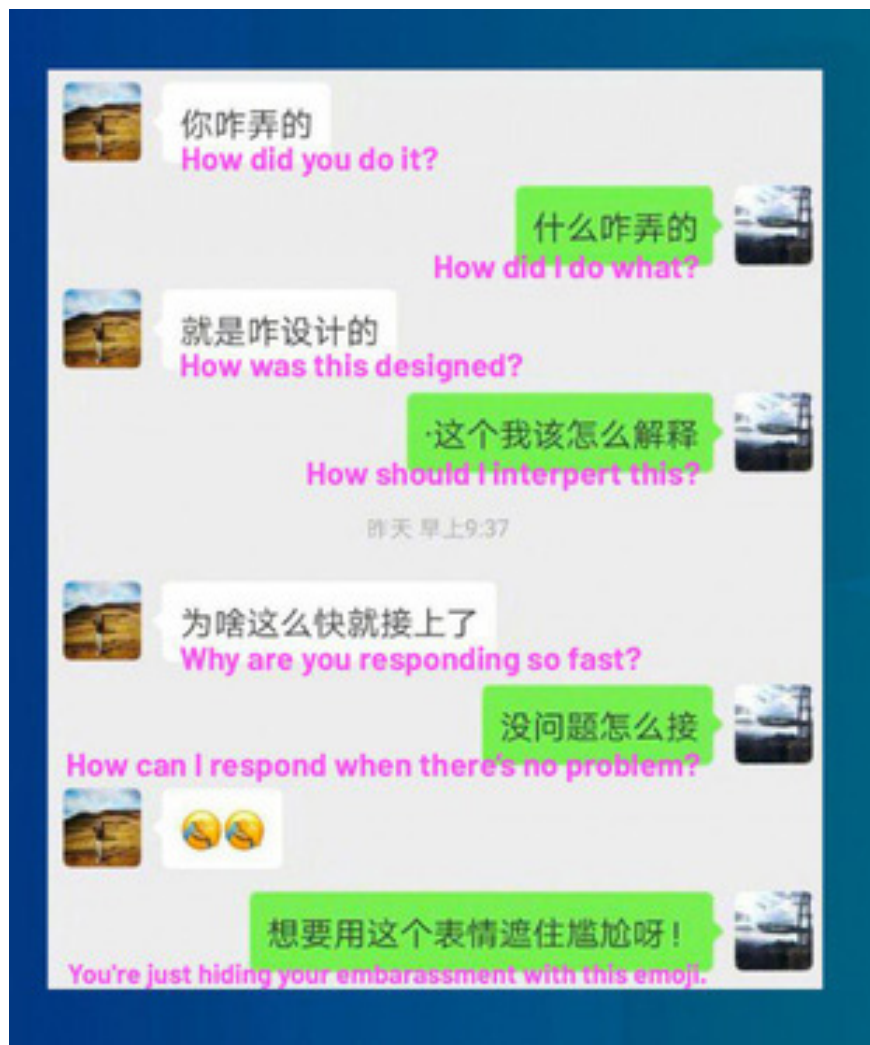 你咋弄的
How did you do it?
什么咋弄的
How did I do what?
就是咋设计的
How was this designed?
·这个我该怎么解释
How should I interpert this?
昨天 早上9:37
为啥这么快就接上了
Why are you responding so fast?
没问题怎么接
How can I respond when there's no problem?
想要用这个表情遮住尴尬呀！
You're just hiding your embarassment with this emoji.